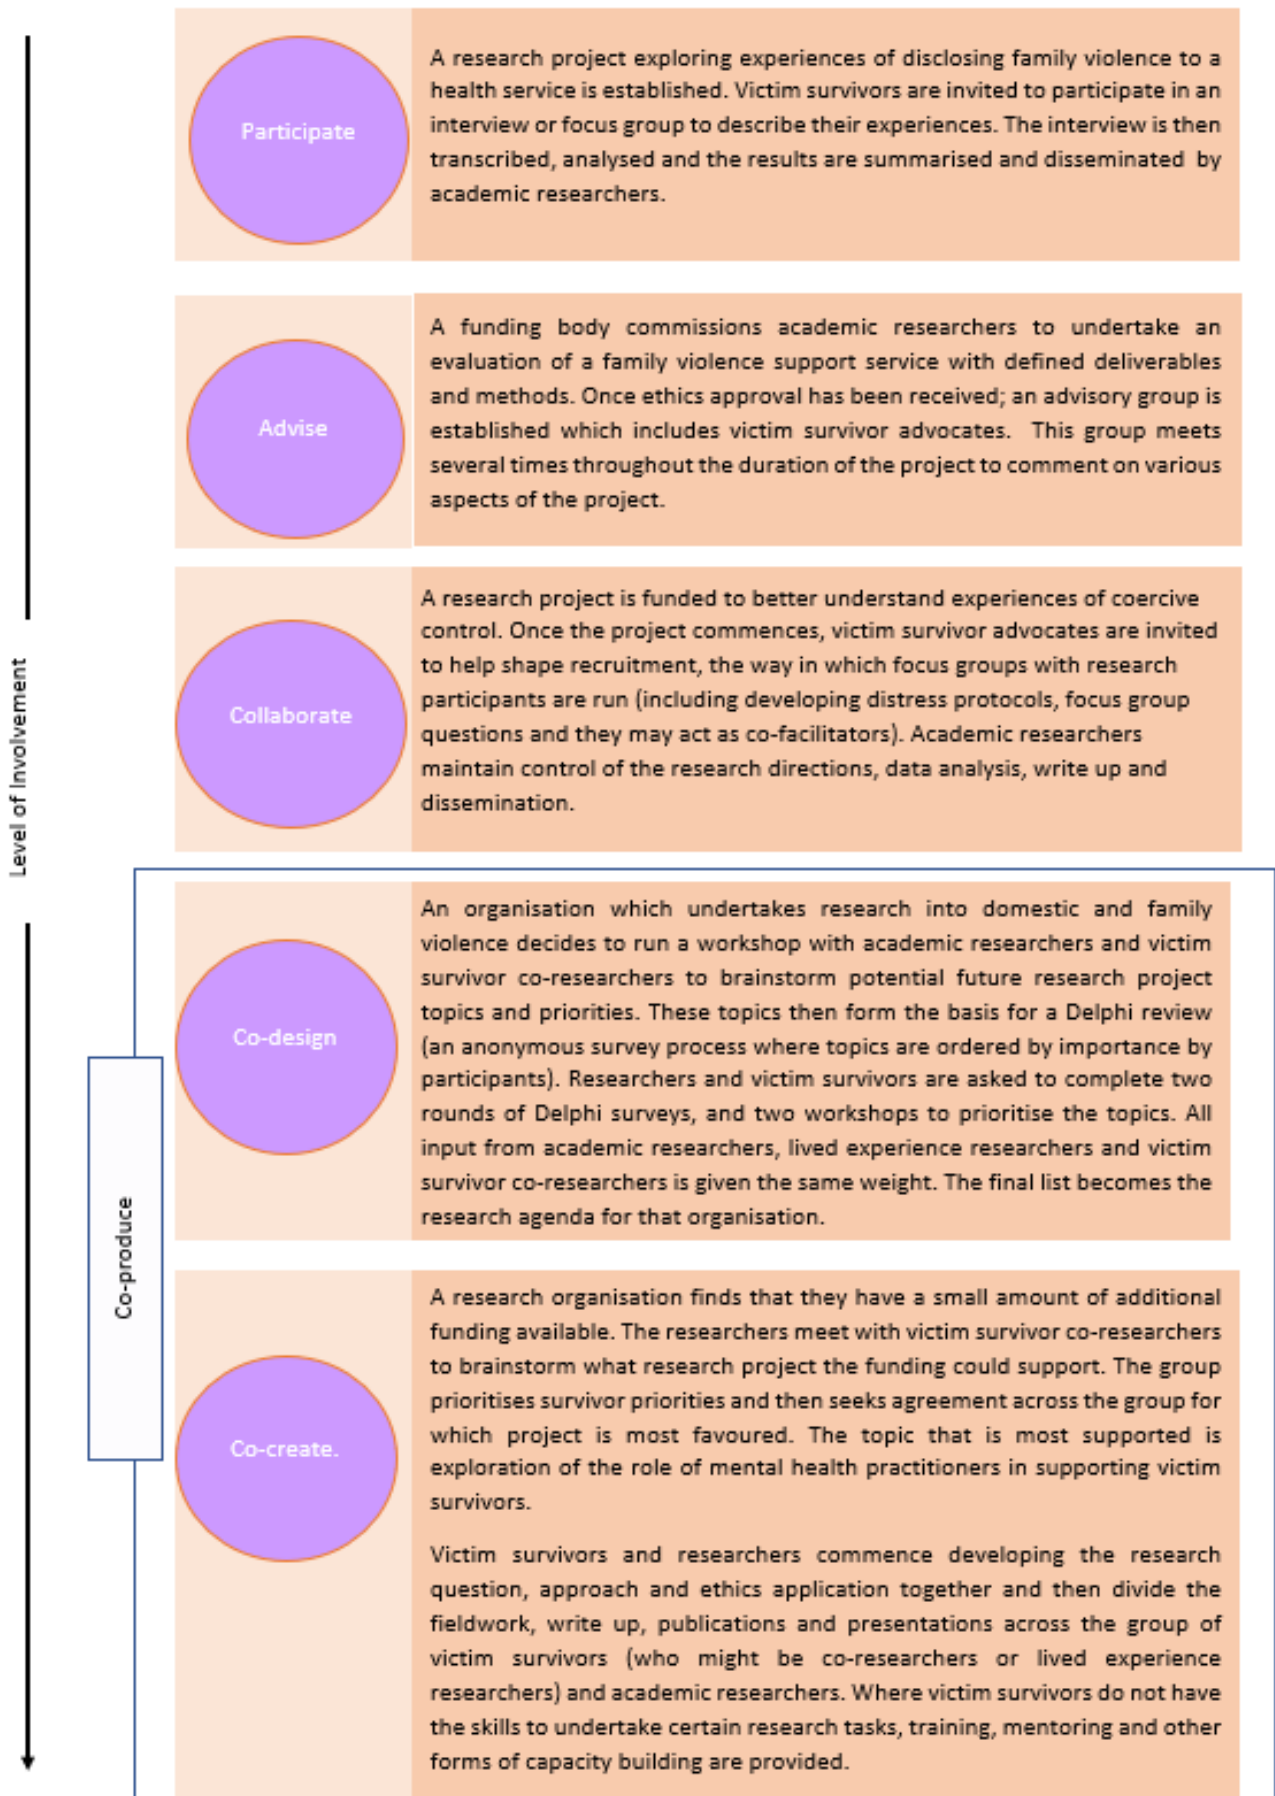 Level of Involvement
Participate
A research project exploring experiences of disclosing family violence to a
health service is established. Victim survivors are invited to participate in an
interview or focus group to describe their experiences. The interview is then
transcribed, analysed and the results are summarised and disseminated by
academic researchers.
Advise
A funding body commissions academic researchers to undertake an
evaluation of a family violence support service with defined deliverables
and methods. Once ethics approval has been received; an advisory group is
established which includes victim survivor advocates. This group meets
several times throughout the duration of the project to comment on various
aspects of the project.
Collaborate
A research project is funded to better understand experiences of coercive
control. Once the project commences, victim survivor advocates are invited
to help shape recruitment, the way in which focus groups with research
participants are run (including developing distress protocols, focus group
questions and they may act as co-facilitators). Academic researchers
maintain control of the research directions, data analysis, write up and
dissemination.
Co-produce
Co-design
An organisation which undertakes research into domestic and family
violence decides to run a workshop with academic researchers and victim
survivor co-researchers to brainstorm potential future research project
topics and priorities. These topics then form the basis for a Delphi review
(an anonymous survey process where topics are ordered by importance by
participants). Researchers and victim survivors are asked to complete two
rounds of Delphi surveys, and two workshops to prioritise the topics. All
input from academic researchers, lived experience researchers and victim
survivor co-researchers is given the same weight. The final list becomes the
research agenda for that organisation.
Co-create.
A research organisation finds that they have a small amount of additional
funding available. The researchers meet with victim survivor co-researchers
to brainstorm what research project the funding could support. The group
prioritises survivor priorities and then seeks agreement across the group for
which project is most favoured. The topic that is most supported is
exploration of the role of mental health practitioners in supporting victim
survivors.
Victim survivors and researchers commence developing the research
question, approach and ethics application together and then divide the
fieldwork, write up, publications and presentations across the group of
victim survivors (who might be co-researchers or lived experience
researchers) and academic researchers. Where victim survivors do not have
the skills to undertake certain research tasks, training, mentoring and other
forms of capacity building are provided.